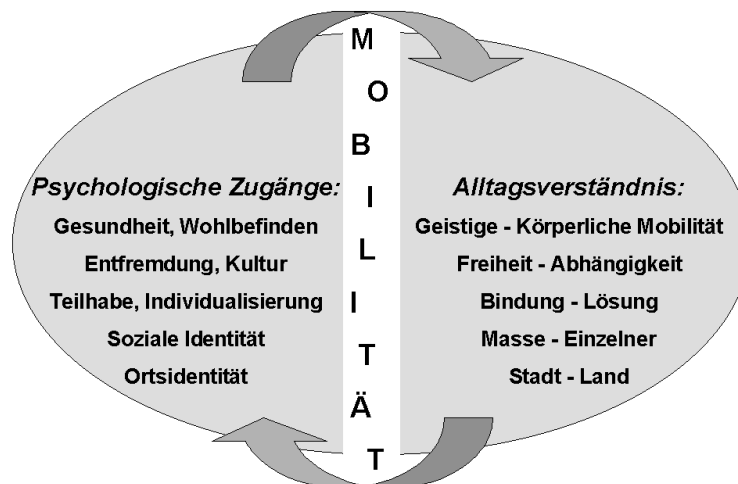 MOBILITÄT
Psychologische Zugänge:
Gesundheit, Wohlbefinden
Entfremdung, Kultur
Teilhabe, Individualisierung
Soziale Identität
Ortsidentität
Alltagsverständnis:
Geistige - Körperliche Mobilität
Freiheit - Abhängigkeit
Bindung - Lösung
Masse - Einzelner
Stadt - Land